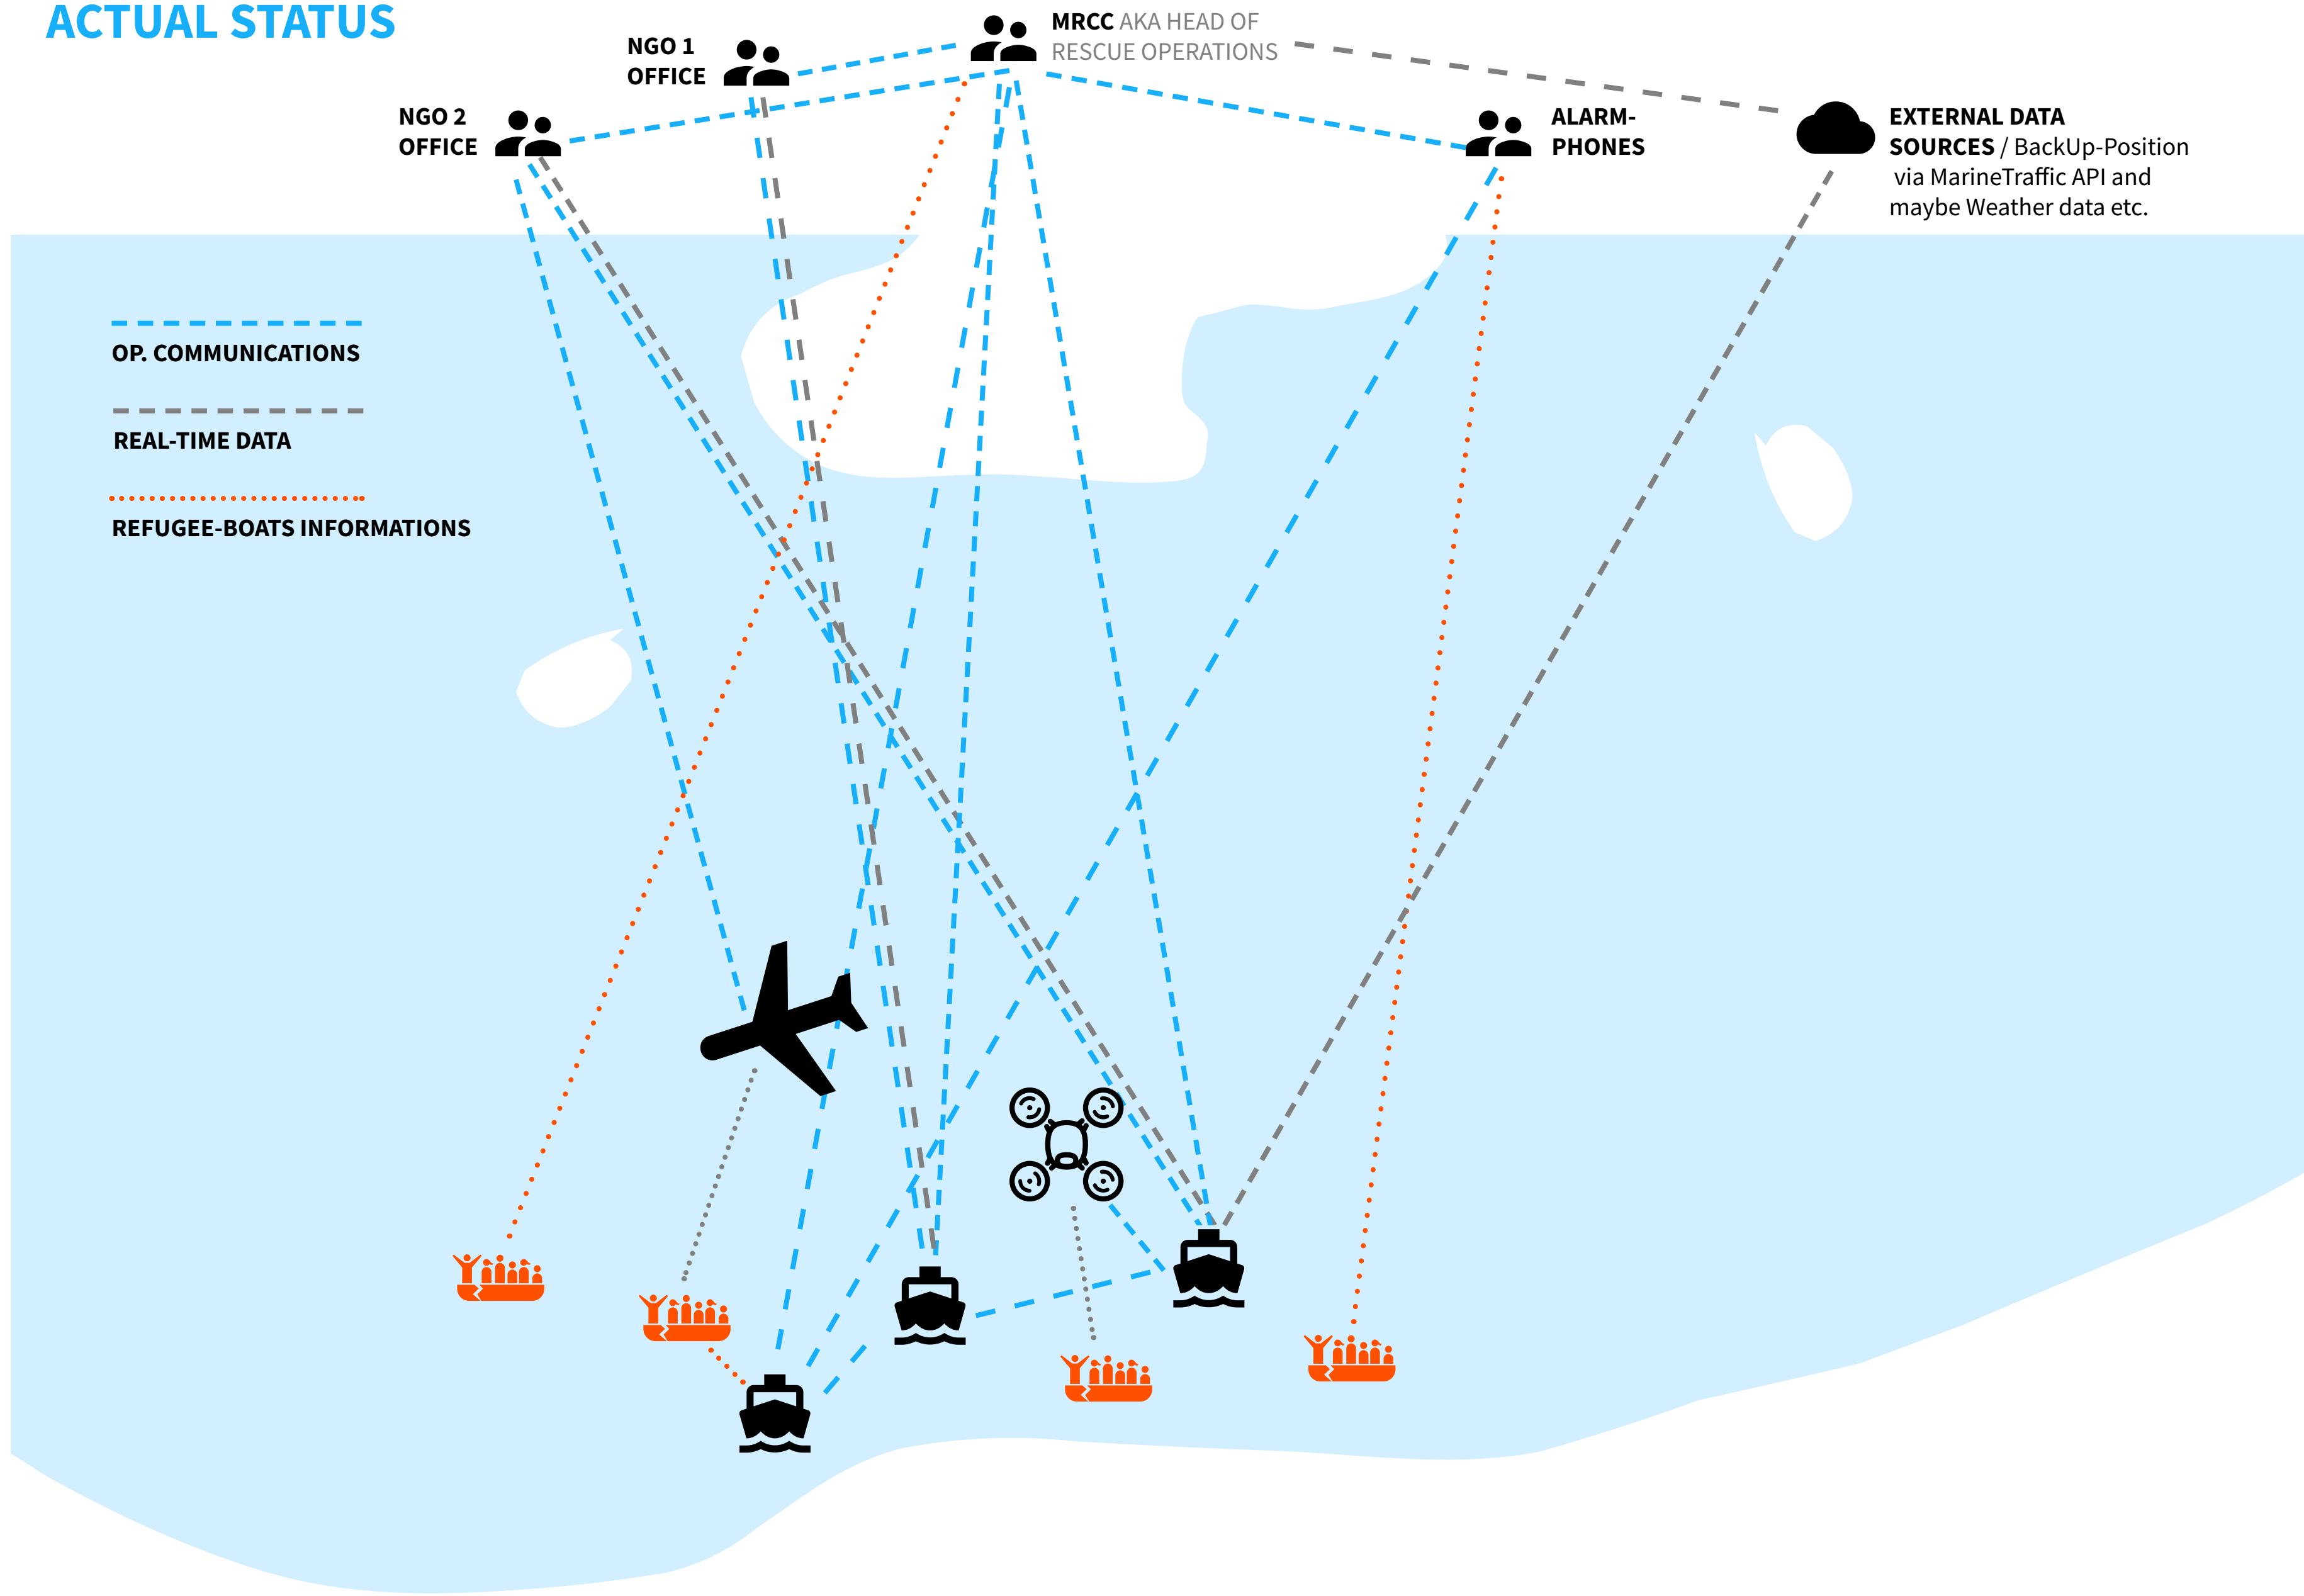 ACTUAL STATUS
MRCC AKA HEAD OF
RESCUE OPERATIONS
NGO 1
OFFICE
NGO 2
OFFICE
ALARM-
PHONES
EXTERNAL DATA
SOURCES / BackUp-Position
via MarineTraffic API and
maybe Weather data etc.
OP. COMMUNICATIONS
REAL-TIME DATA
REFUGEE-BOATS INFORMATIONS